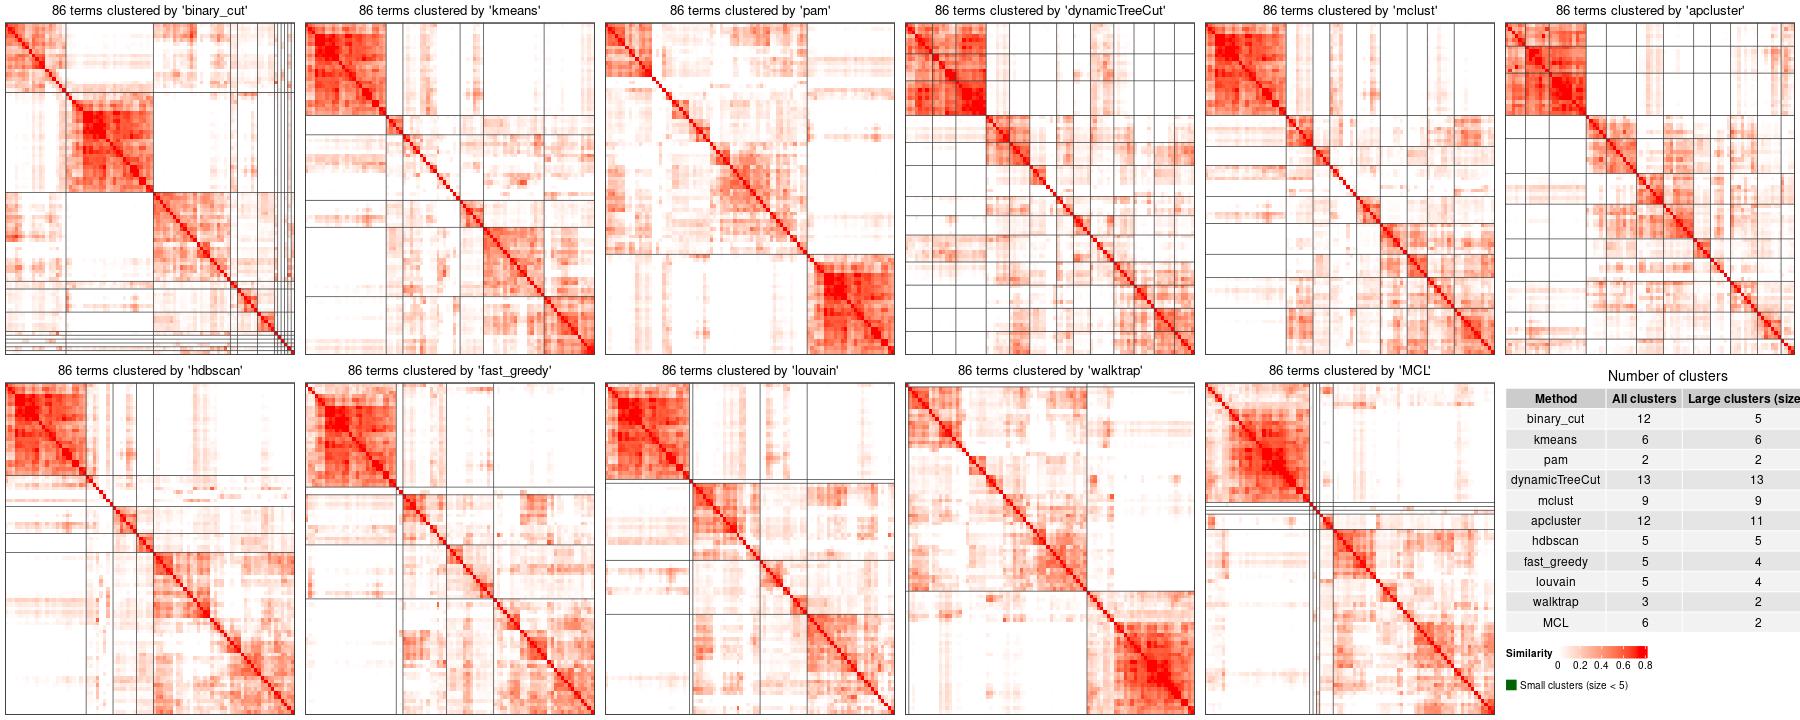 86 terms clustered by 'binary_cut'
86 terms clustered by 'kmeans'
86 terms clustered by 'pam'
86 terms clustered by 'dynamicTreeCut'
86 terms clustered by 'mclust'
86 terms clustered by 'apcluster'
86 terms clustered by 'hdbscan'
86 terms clustered by 'fast_greedy'
86 terms clustered by 'louvain'
86 terms clustered by 'walktrap'
86 terms clustered by 'MCL'
Number of clusters
Method All clusters Large clusters (size
binary_cut 12 5
kmeans 6 6
pam 2 2
dynamicTreeCut 13 13
mclust 9 9
apcluster 12 11
hdbscan 5 5
fast_greedy 5 4
louvain 5 4
walktrap 3 2
MCL 6 2
Similarity
0 0.2 0.4 0.6 0.8
Small clusters (size < 5)